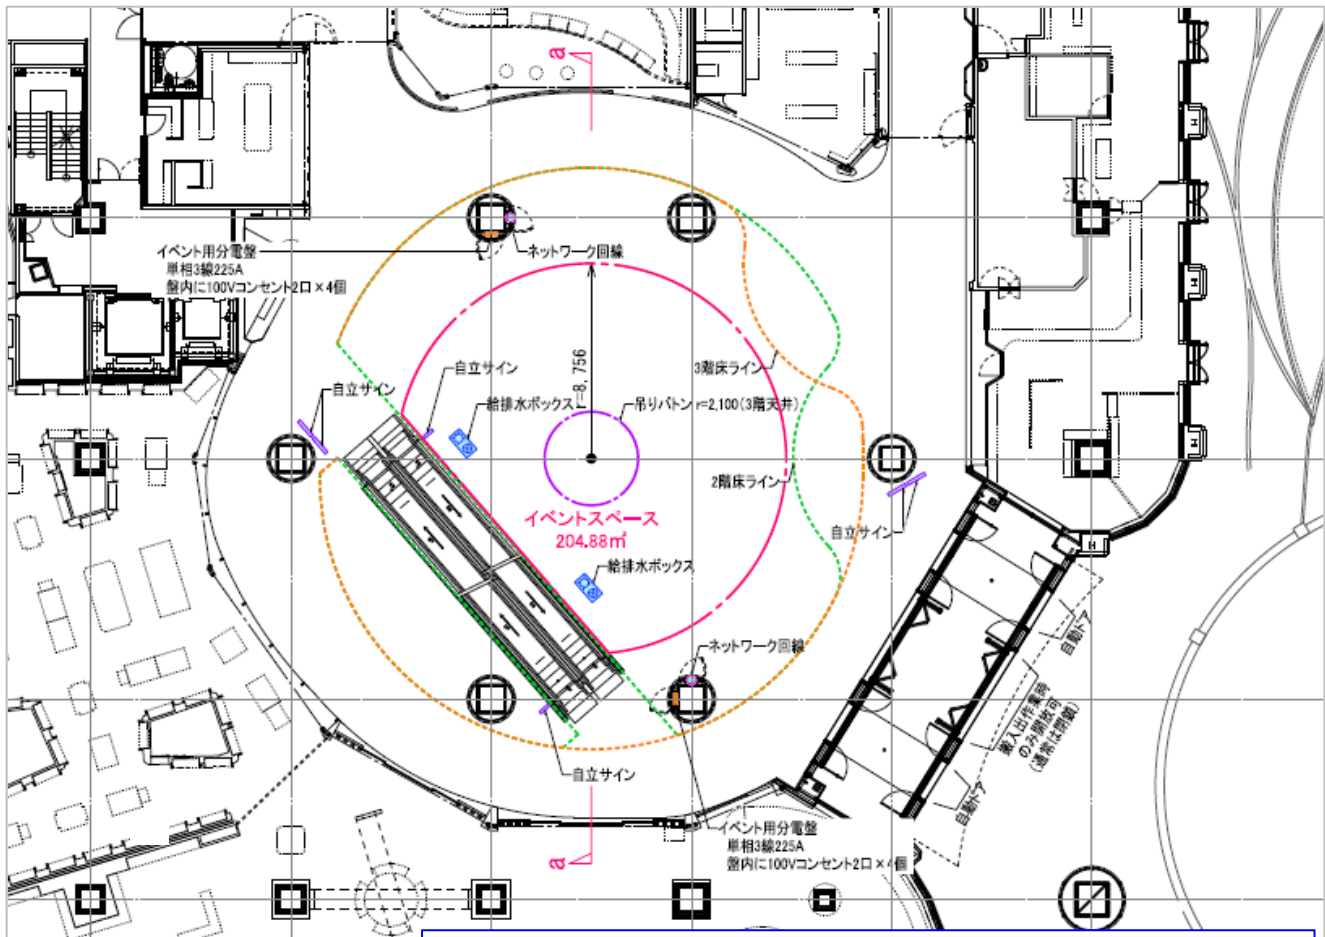 a
イベント用分電盤
単相3線225A
盤内に100Vコンセント2口×4個
ネットワーク回線
自立サイン
自立サイン
給排水ボックス
r=8,756
3階床ライン
吊りバトン r=2,100(3階天井)
2階床ライン
イベントスペース
204.88㎡
自立サイン
給排水ボックス
ネットワーク回線
自動ドア
搬入出作業時
のみ開放可
(通常は閉鎖)
自動ドア
自立サイン
イベント用分電盤
単相3線225A
盤内に100Vコンセント2口×4個
a
H
H
H
H